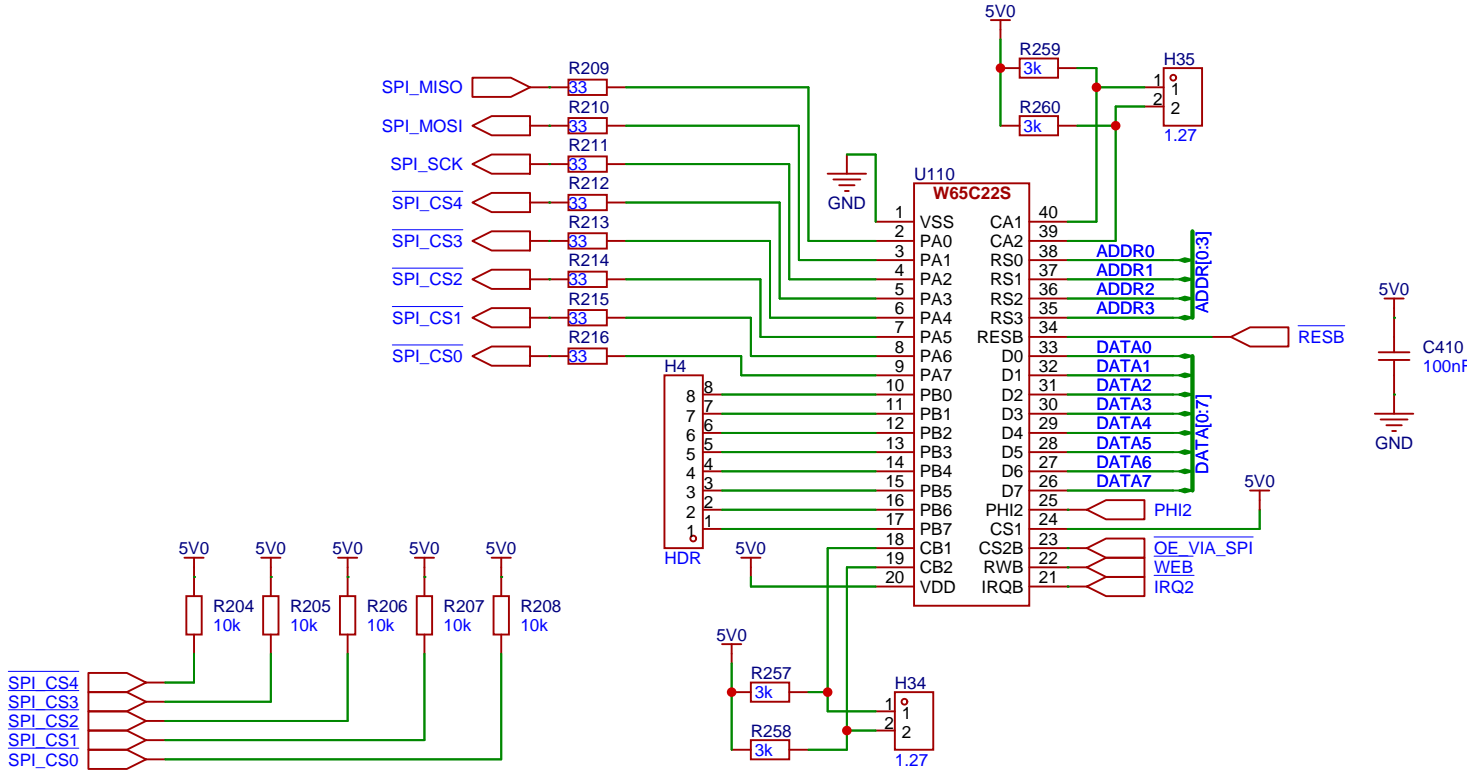 5V0
R259
3k
H35
1
1
2
2
1.27
R260
3k
SPI_MISO
R209
33
SPI_MOSI
R210
33
SPI_SCK
R211
33
SPI_CS4
R212
33
SPI_CS3
R213
33
SPI_CS2
R214
33
SPI_CS1
R215
33
SPI_CS0
R216
33
GND
U110
W65C22S
1 VSS CA1 40
2 PA0 CA2 39
3 PA1 RS0 38 ADDR0
4 PA2 RS1 37 ADDR1
5 PA3 RS2 36 ADDR2
6 PA4 RS3 35 ADDR3
7 PA5 RESB 34 RESB
8 PA6 D0 33 DATA0
9 PA7 D1 32 DATA1
10 PB0 D2 31 DATA2
11 PB1 D3 30 DATA3
12 PB2 D4 29 DATA4
13 PB3 D5 28 DATA5
14 PB4 D6 27 DATA6
15 PB5 D7 26 DATA7
16 PB6 PHI2 25 PHI2
17 PB7 CS1 24
18 CB1 CS2B 23 OE_VIA_SPI
19 CB2 RWB 22 WEB
20 VDD IRQB 21 IRQ2
ADDR[0:3]
DATA[0:7]
5V0
5V0
C410
100nF
GND
H4
8 8
7 7
6 6
5 5
4 4
3 3
2 2
1 1
HDR
5V0
5V0
5V0
5V0
5V0
5V0
R204
10k
R205
10k
R206
10k
R207
10k
R208
10k
SPI_CS4
SPI_CS3
SPI_CS2
SPI_CS1
SPI_CS0
5V0
R257
3k
R258
3k
H34
1
1
2
2
1.27